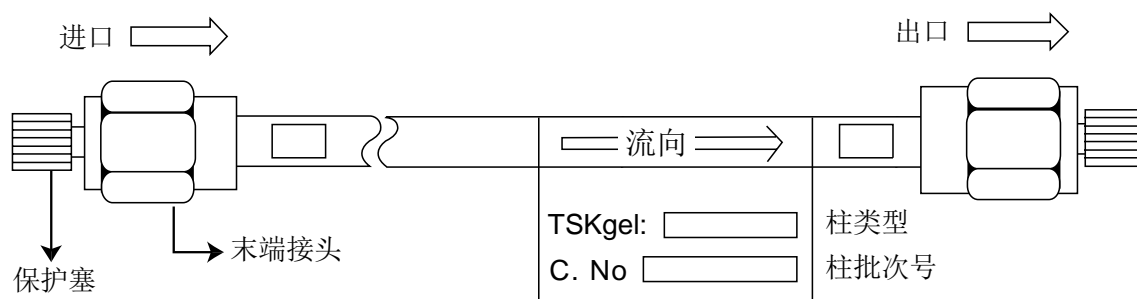 进口
出口
流向
TSKgel:
柱类型
C. No
柱批次号
末端接头
保护塞